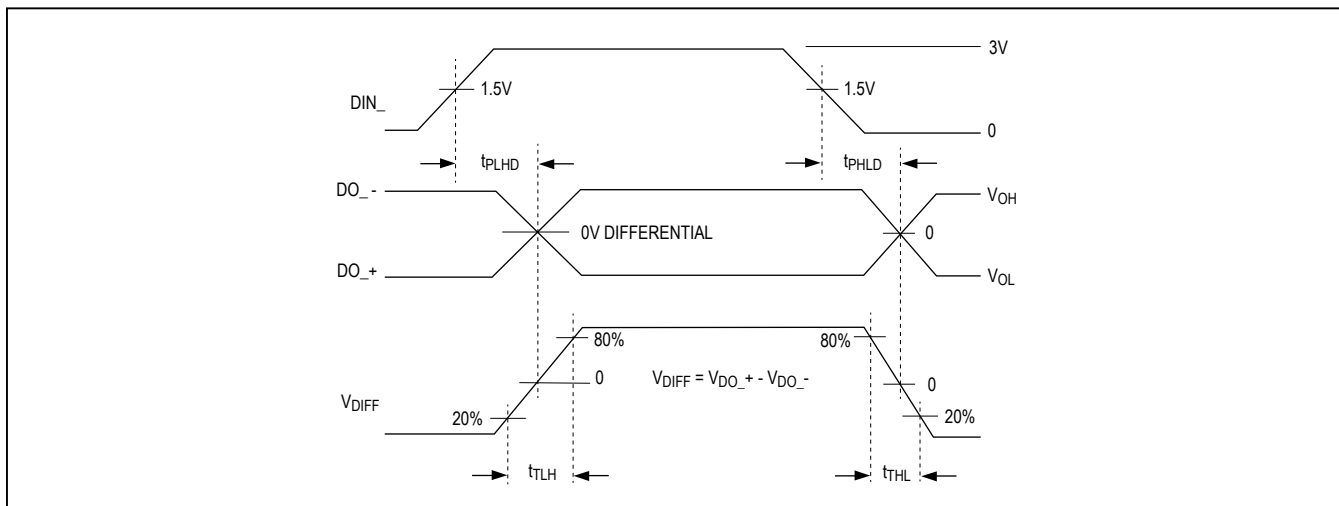 3V
1.5V
1.5V
DIN_
0
tPLHD
tPHLD
DO_-
VOH
0V DIFFERENTIAL
0
DO_+
VOL
80%
80%
0
VDIFF = VDO_+ - VDO_-
0
VDIFF
20%
20%
tTLH
tTHL